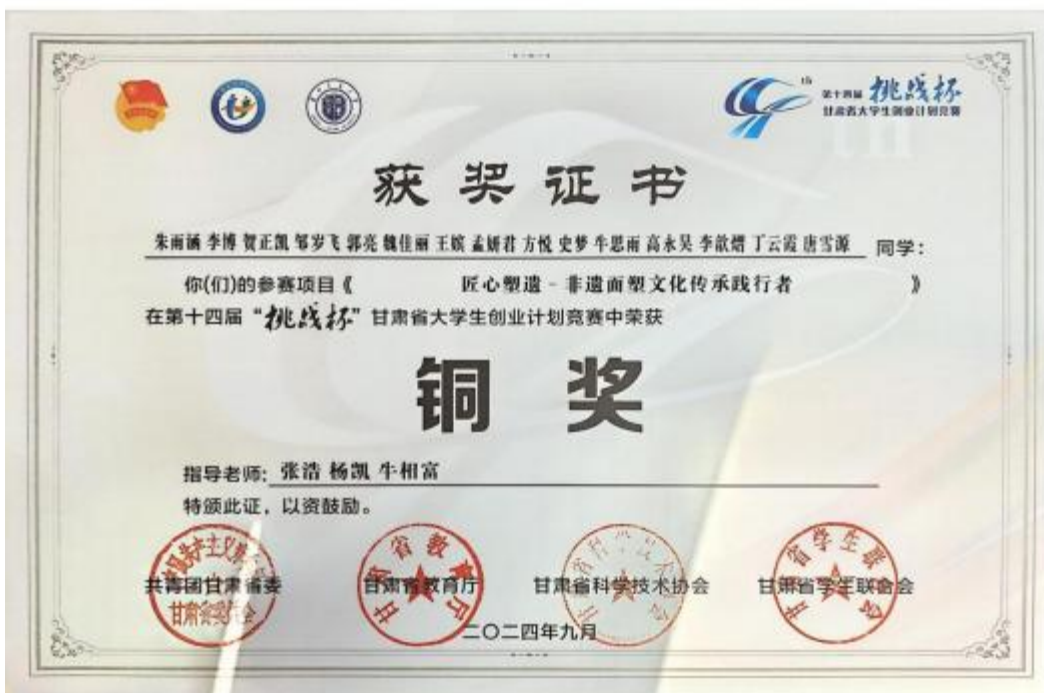 第十四届 挑战杯
甘肃省大学生创业计划竞赛
获奖证书
朱雨涵 李博 贺正凯 邹岁飞 郭亮 魏佳丽 王嫔 孟妍君 方悦 史梦 牛思雨 高永昊 李歆熠 丁云霞 唐雪源 同学:
你(们)的参赛项目《 匠心塑遗 - 非遗面塑文化传承践行者 》
在第十四届“挑战杯”甘肃省大学生创业计划竞赛中荣获
铜奖
指导老师: 张浩 杨凯 牛相富
特颁此证,以资鼓励。
共青团甘肃省委 甘肃省教育厅 甘肃省科学技术协会 甘肃省学生联合会
二〇二四年九月